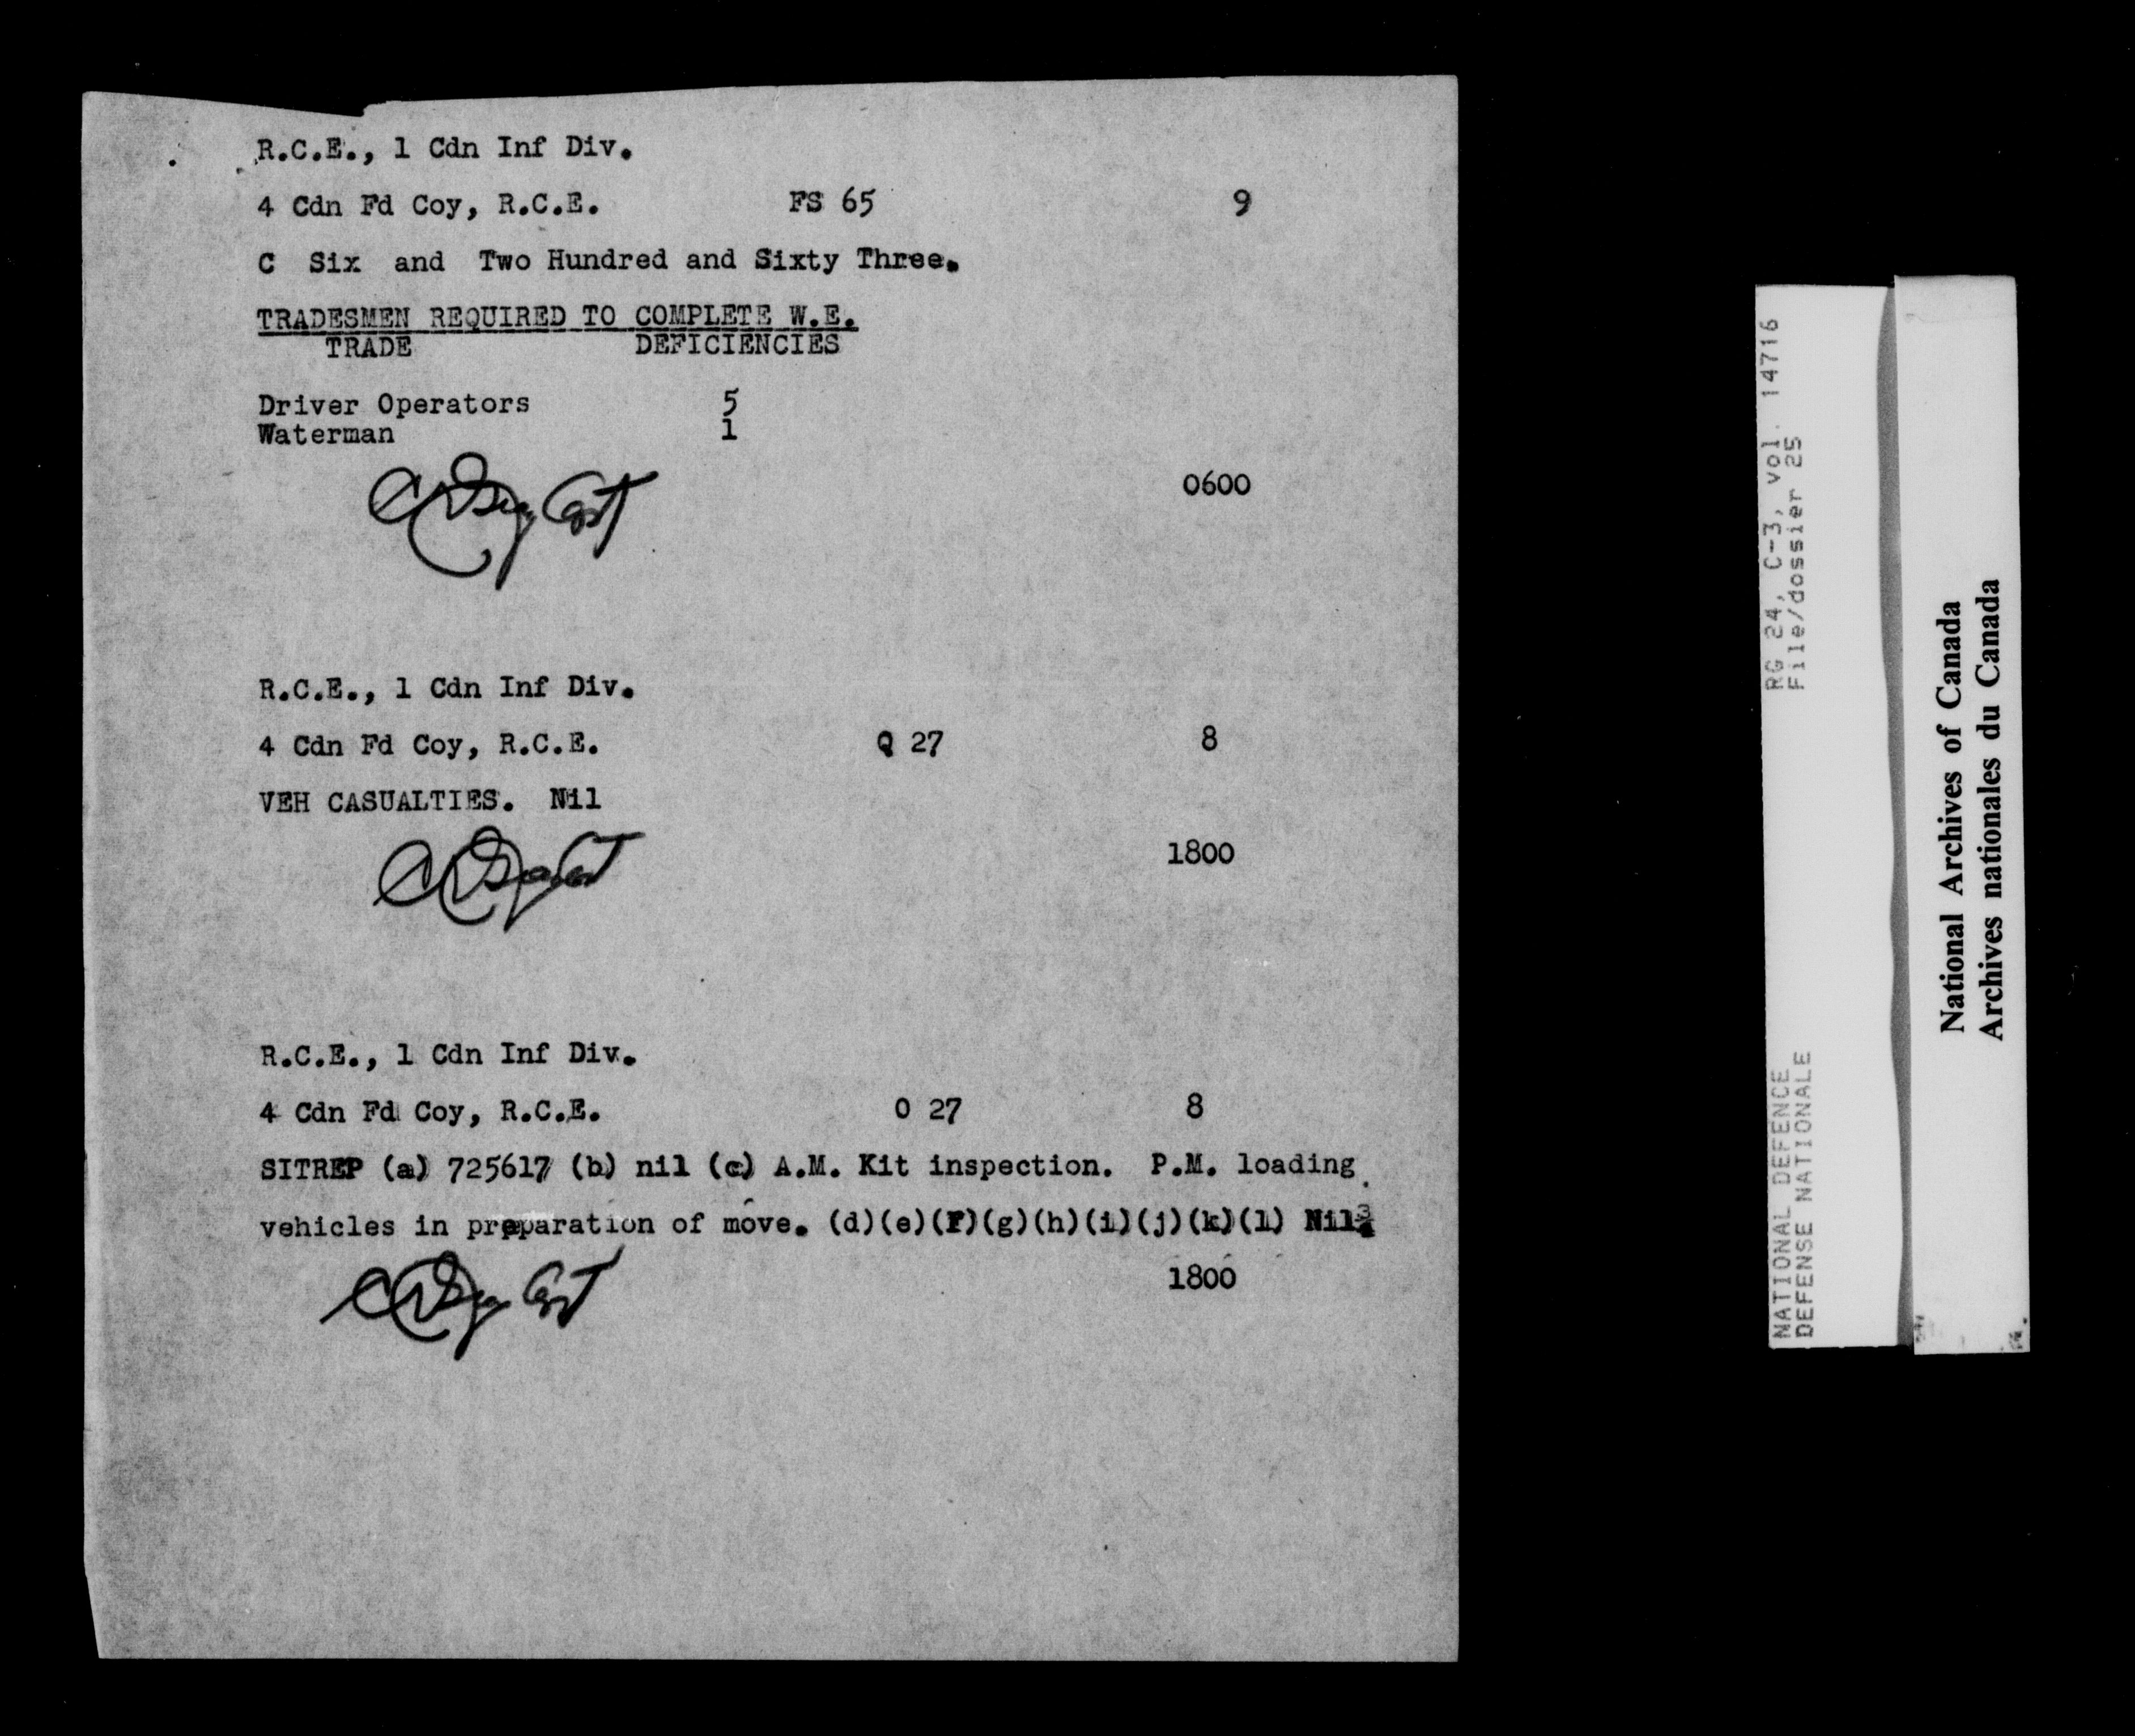 R.C.E., 1 Cdn Inf Div.
4 Cdn Fd Coy, R.C.E. FS 65 9
C Six and Two Hundred and Sixty Three.
TRADESMEN REQUIRED TO COMPLETE W.E.
TRADE DEFICIENCIES
Driver Operators 5
Waterman 1
Cpt
0600
R.C.E., 1 Cdn Inf Div.
4 Cdn Fd Coy, R.C.E. Q 27 8
VEH CASUALTIES. Nil
1800
R.C.E., 1 Cdn Inf Div.
4 Cdn Fd Coy, R.C.E. O 27 8
SITREP (a) 725617 (b) nil (c) A.M. Kit inspection. P.M. loading
vehicles in preparation of move. (d)(e)(F)(g)(h)(i)(j)(k)(l) Nil.
Cpt
1800
RG 24, C-3, vol. 14716
File/dossier 25
NATIONAL DEFENCE
DEFENSE NATIONALE
National Archives of Canada
Archives nationales du Canada